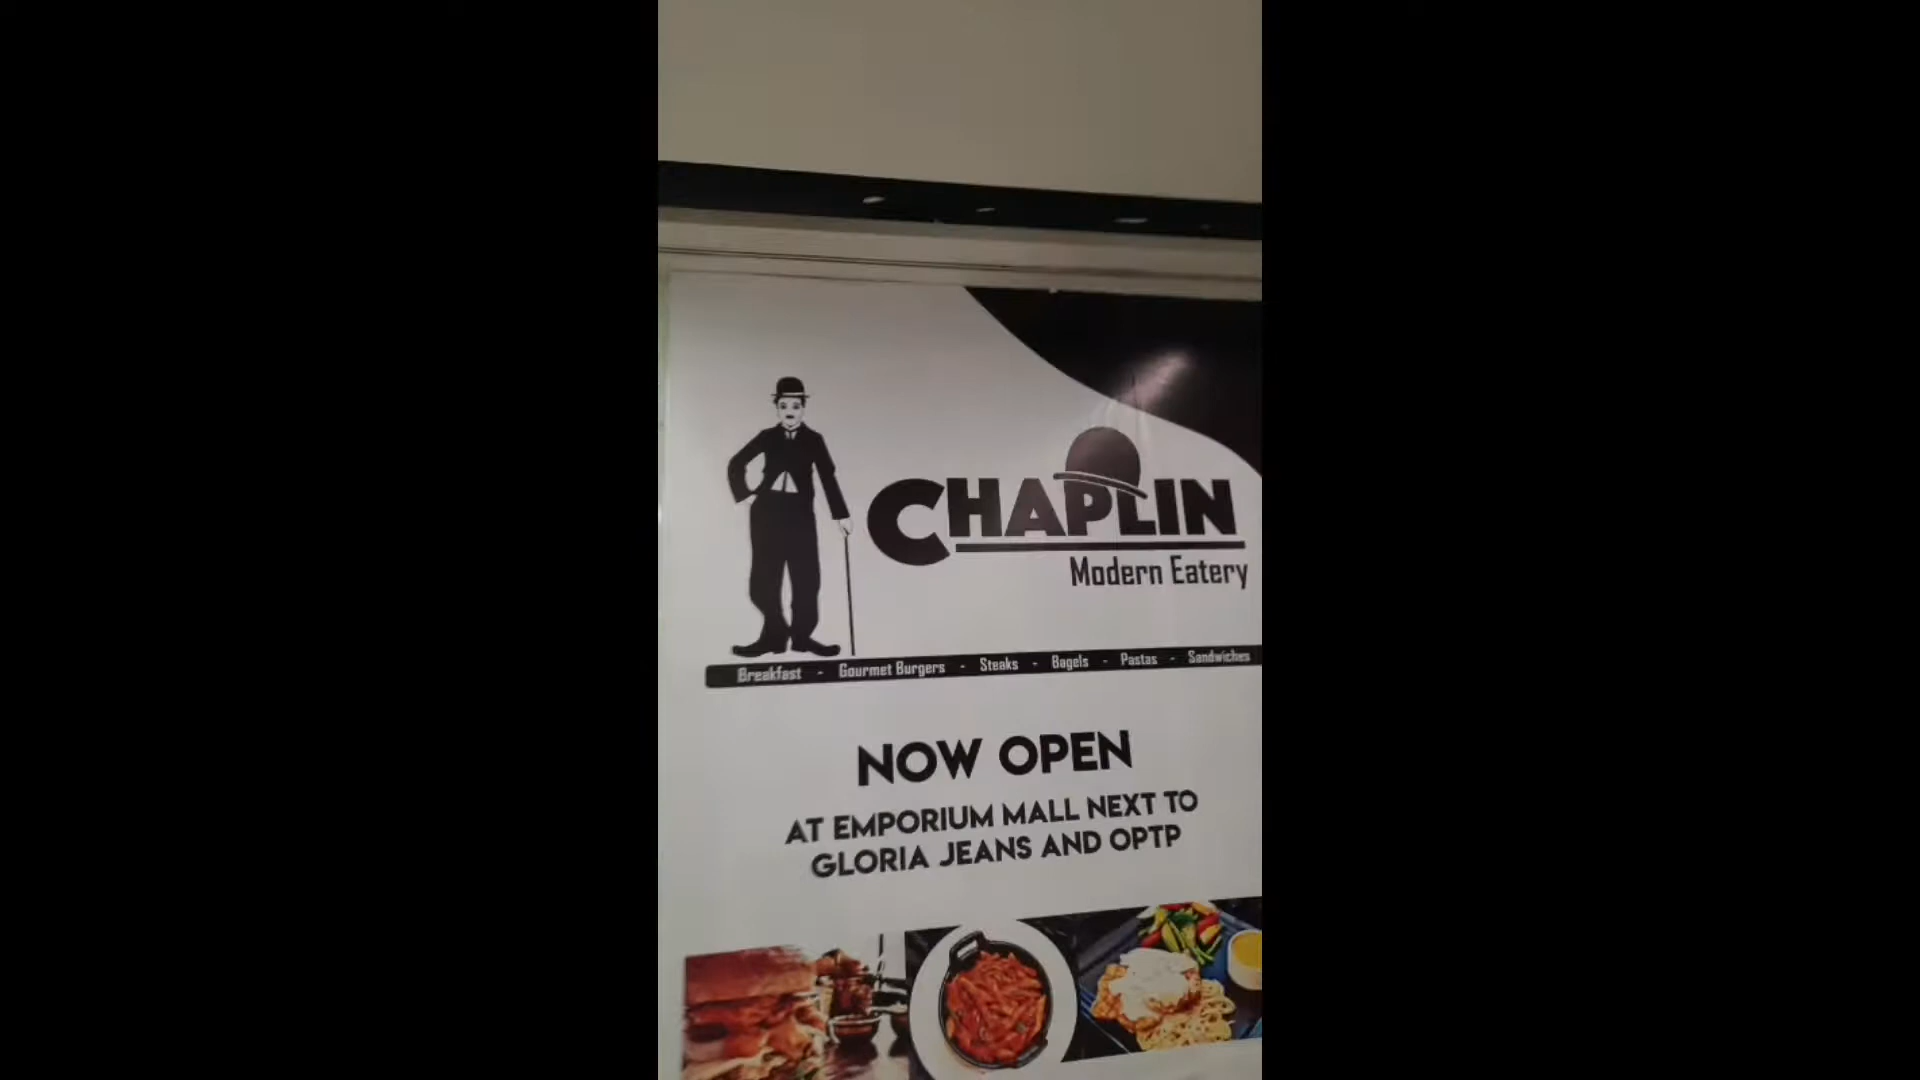 CHAPLIN
Modern Eatery
Breakfast - Gourmet Burgers - Steaks - Bagels - Pastas - Sandwiches
NOW OPEN
AT EMPORIUM MALL NEXT TO
GLORIA JEANS AND OPTP